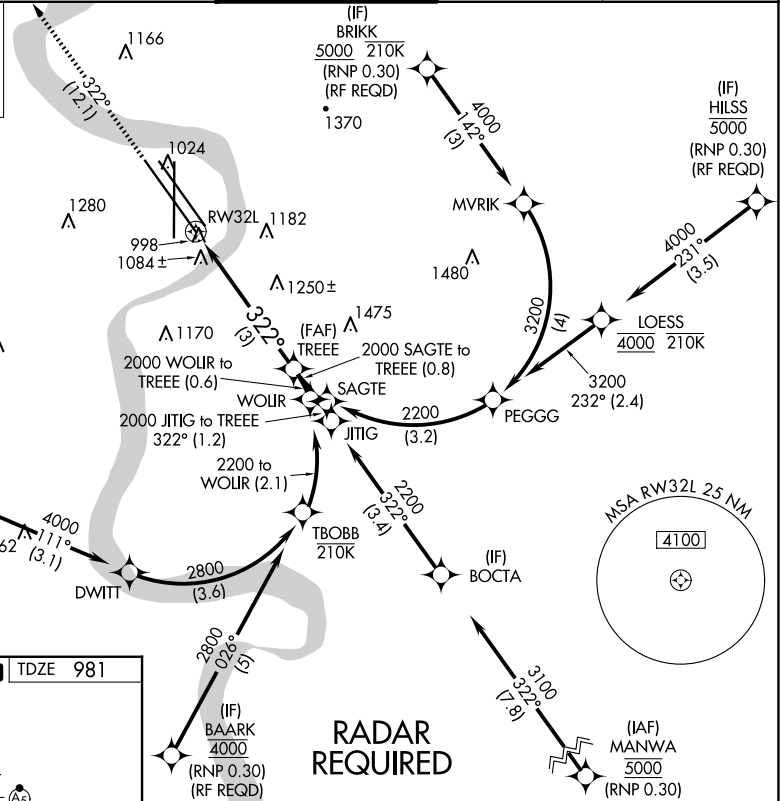 (IF)
BRIKK
5000 210K
(RNP 0.30)
(RF REQD)
1166
322°
(12.1)
1370
4000
142°
(3)
(IF)
HILSS
5000
(RNP 0.30)
(RF REQD)
1024
1280
RW32L
1182
998
1084 ±
MVRIK
1480
4000
231°
(3.5)
1250 ±
322°
(3)
1475
3200
(4)
LOESS
4000 210K
1170
(FAF)
TREEE
2000 WOLIR to
TREEE (0.6)
2000 SAGTE to
TREEE (0.8)
3200
232° (2.4)
WOLIR
SAGTE
PEGGG
2000 JITIG to TREEE
322° (1.2)
JITIG
2200
(3.2)
2200 to
WOLIR (2.1)
2200
322°
(3.4)
MSA RW32L 25 NM
4100
TBOBB
210K
62
4000
111°
(3.1)
DWITT
2800
(3.6)
(IF)
BOCTA
2800
026°
(5)
3100
322°
(7.8)
TDZE 981
(IF)
BAARK
4000
(RNP 0.30)
(RF REQD)
RADAR
REQUIRED
(IAF)
MANWA
5000
(RNP 0.30)
A5